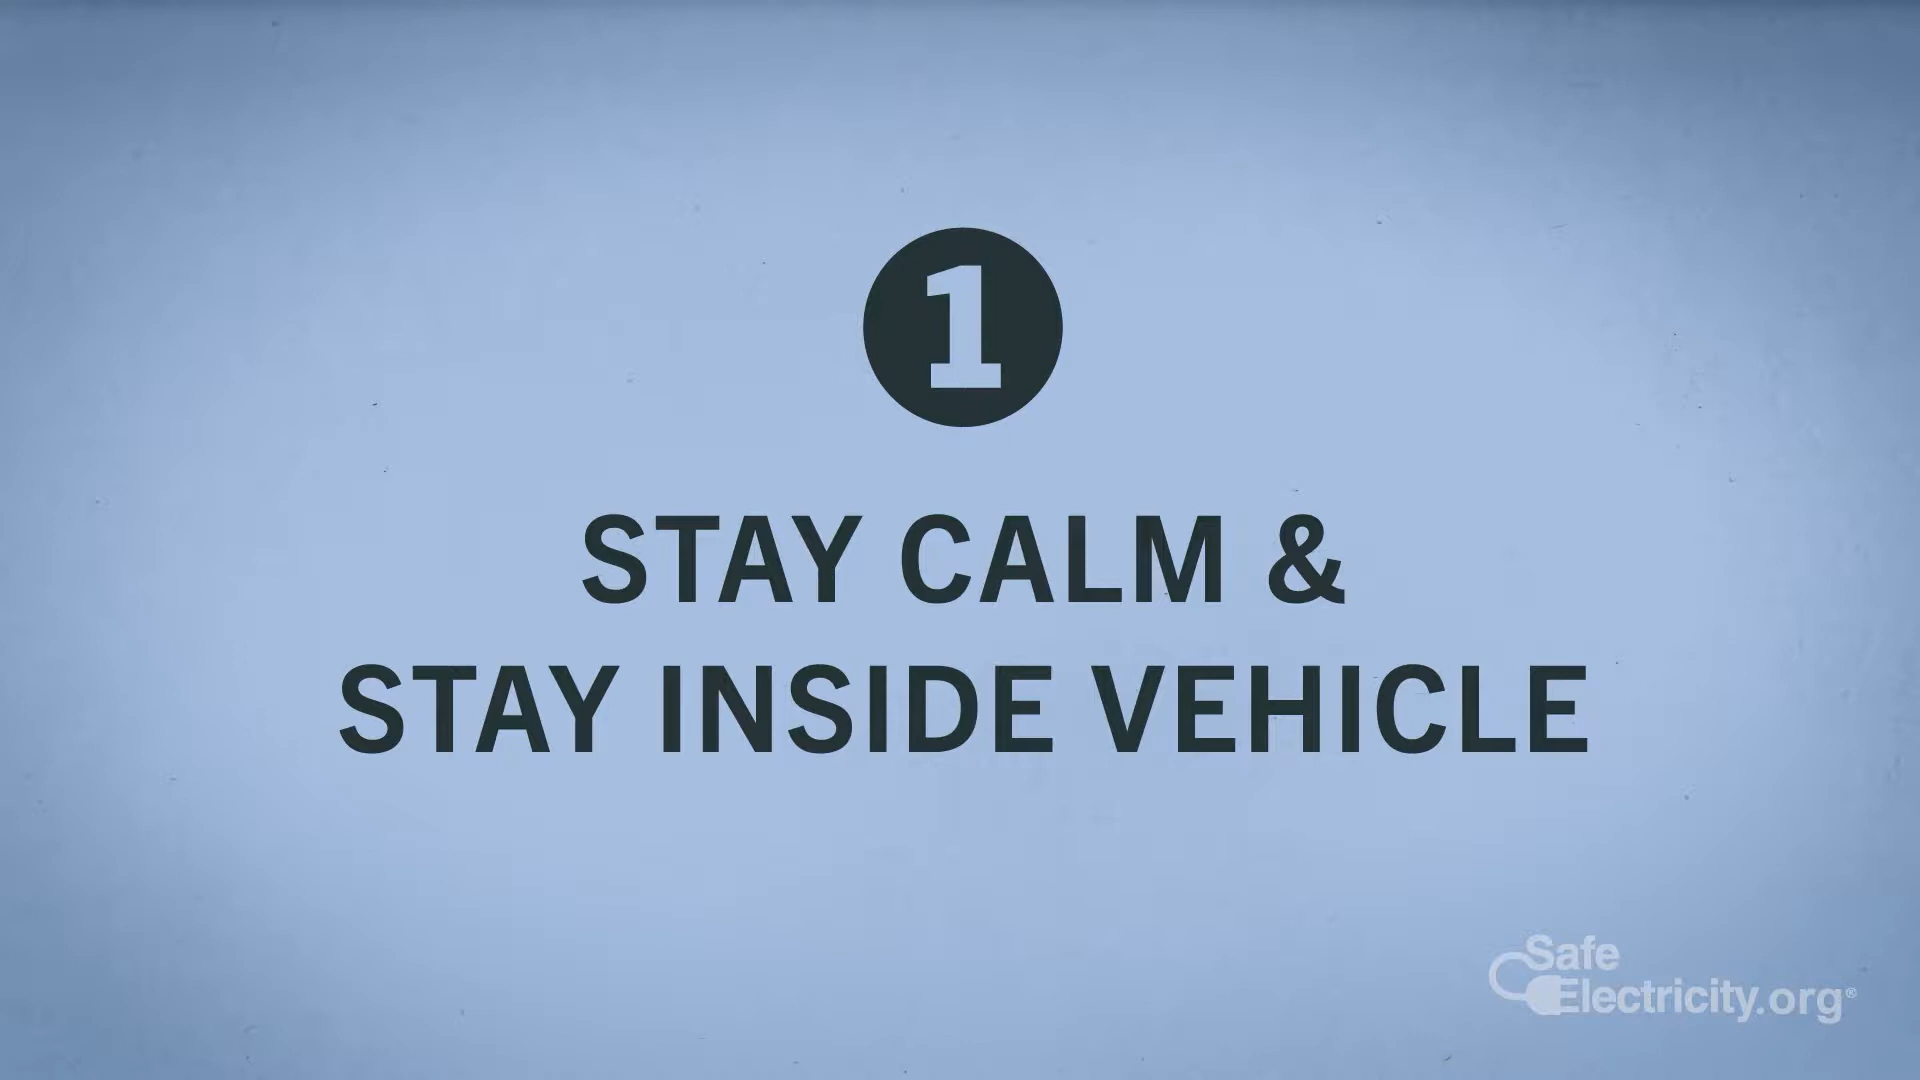 1
STAY CALM &
STAY INSIDE VEHICLE
Safe
Electricity.org®